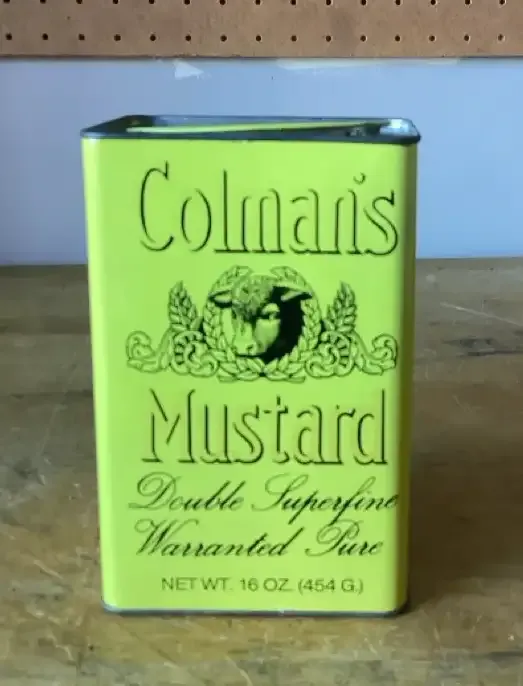 Colman's
Mustard
Double Superfine
Warranted Pure
NET WT. 16 OZ. (454 G.)